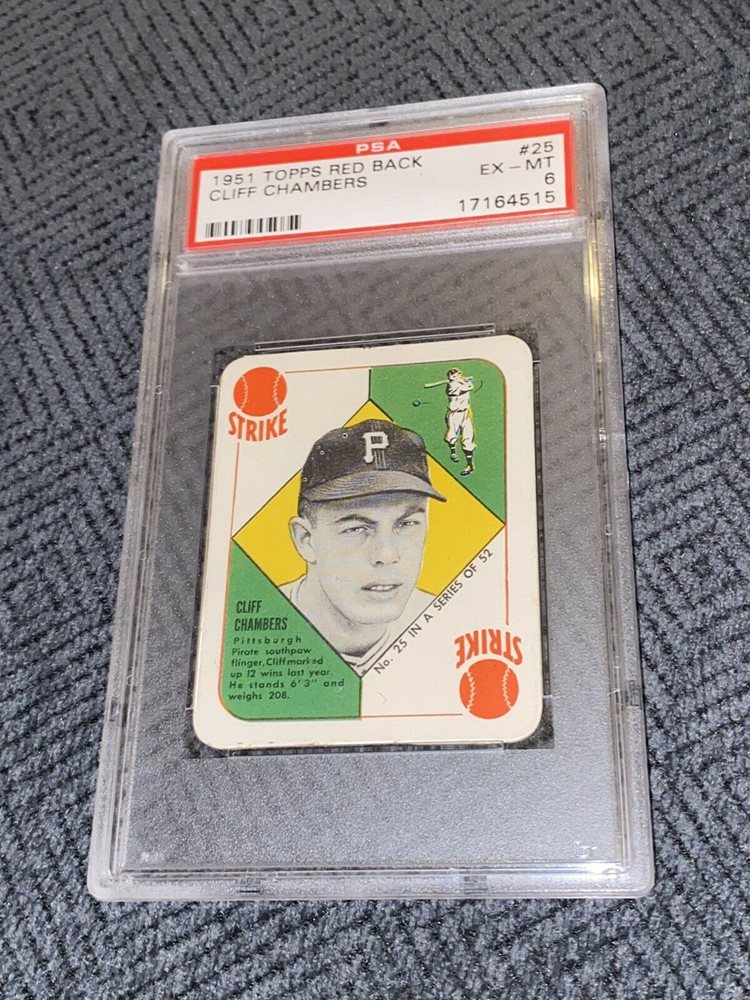 PSA
1951 TOPPS RED BACK #25
CLIFF CHAMBERS EX-MT
6
17164515
STRIKE
P
CLIFF
CHAMBERS
Pittsburgh
Pirate southpaw
flinger, Cliff marked
up 12 wins last year.
He stands 6'3" and
weighs 208.
No. 25 IN A SERIES OF 52
STRIKE